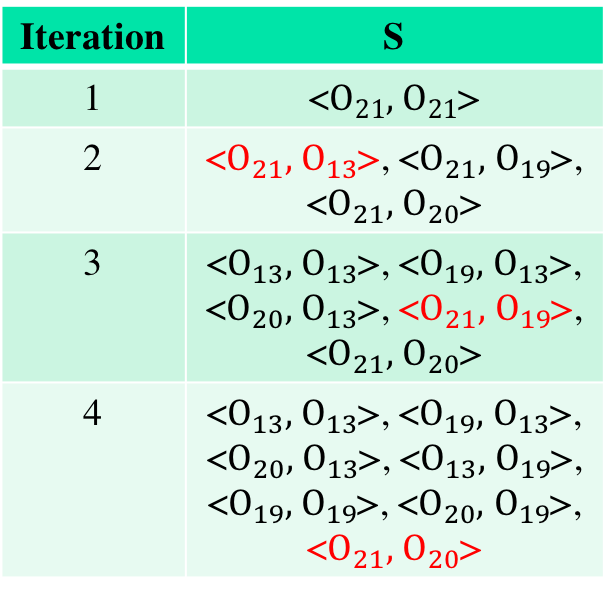 Iteration S
1 <O₂₁, O₂₁>
2 <O₂₁, O₁₃>, <O₂₁, O₁₉>,
<O₂₁, O₂₀>
3 <O₁₃, O₁₃>, <O₁₉, O₁₃>,
<O₂₀, O₁₃>, <O₂₁, O₁₉>,
<O₂₁, O₂₀>
4 <O₁₃, O₁₃>, <O₁₉, O₁₃>,
<O₂₀, O₁₃>, <O₁₃, O₁₉>,
<O₁₉, O₁₉>, <O₂₀, O₁₉>,
<O₂₁, O₂₀>